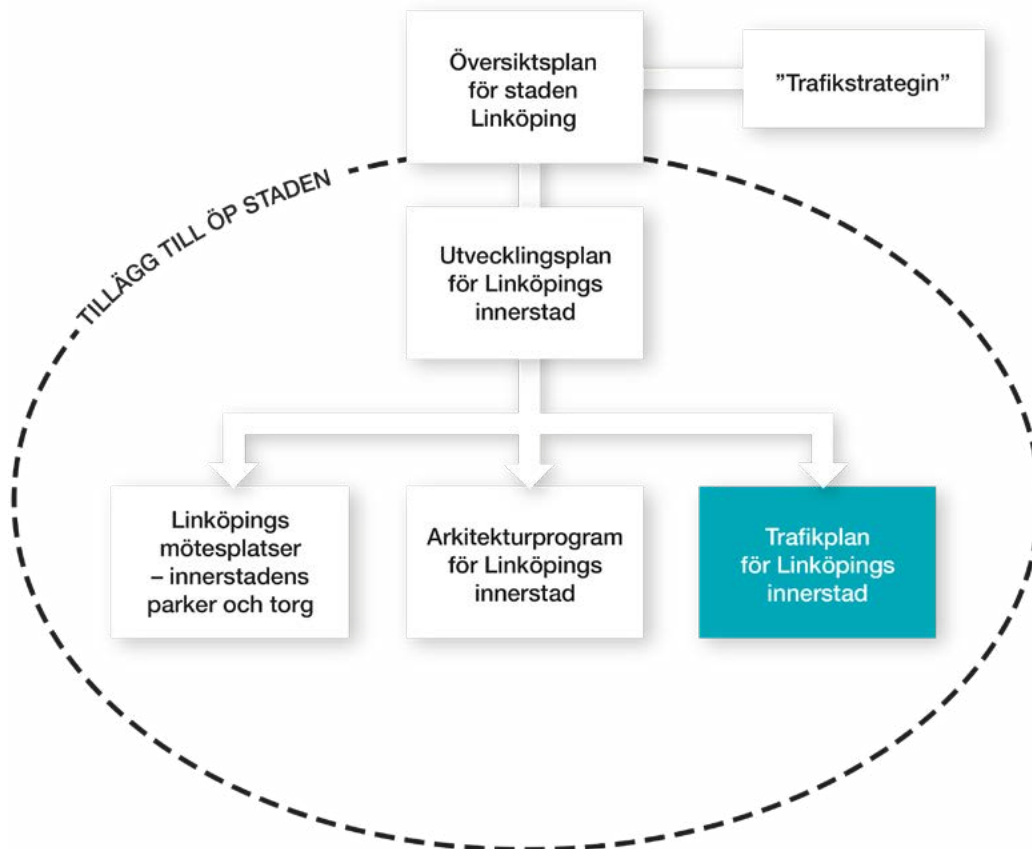 Översiktsplan
för staden
Linköping
”Trafikstrategin”
TILLÄGG TILL ÖP STADEN
Utvecklingsplan
för Linköpings
innerstad
Linköpings
mötesplatser
– innerstadens
parker och torg
Arkitekturprogram
för Linköpings
innerstad
Trafikplan
för Linköpings
innerstad